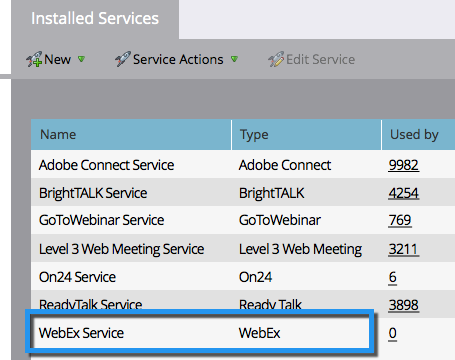 Installed Services
New Service Actions Edit Service
Name Type Used by
Adobe Connect Service Adobe Connect 9982
BrightTALK Service BrightTALK 4254
GoToWebinar Service GoToWebinar 769
Level 3 Web Meeting Service Level 3 Web Meeting 3211
On24 Service On24 6
ReadyTalk Service Ready Talk 3898
WebEx Service WebEx 0